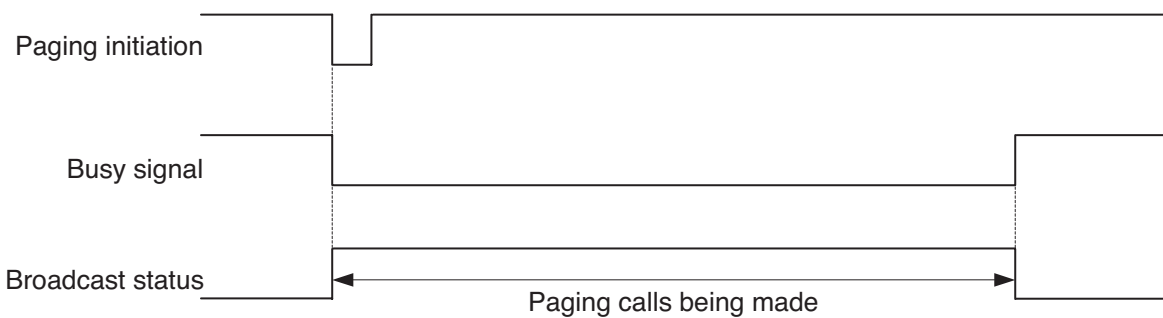 Paging initiation
Busy signal
Broadcast status
Paging calls being made